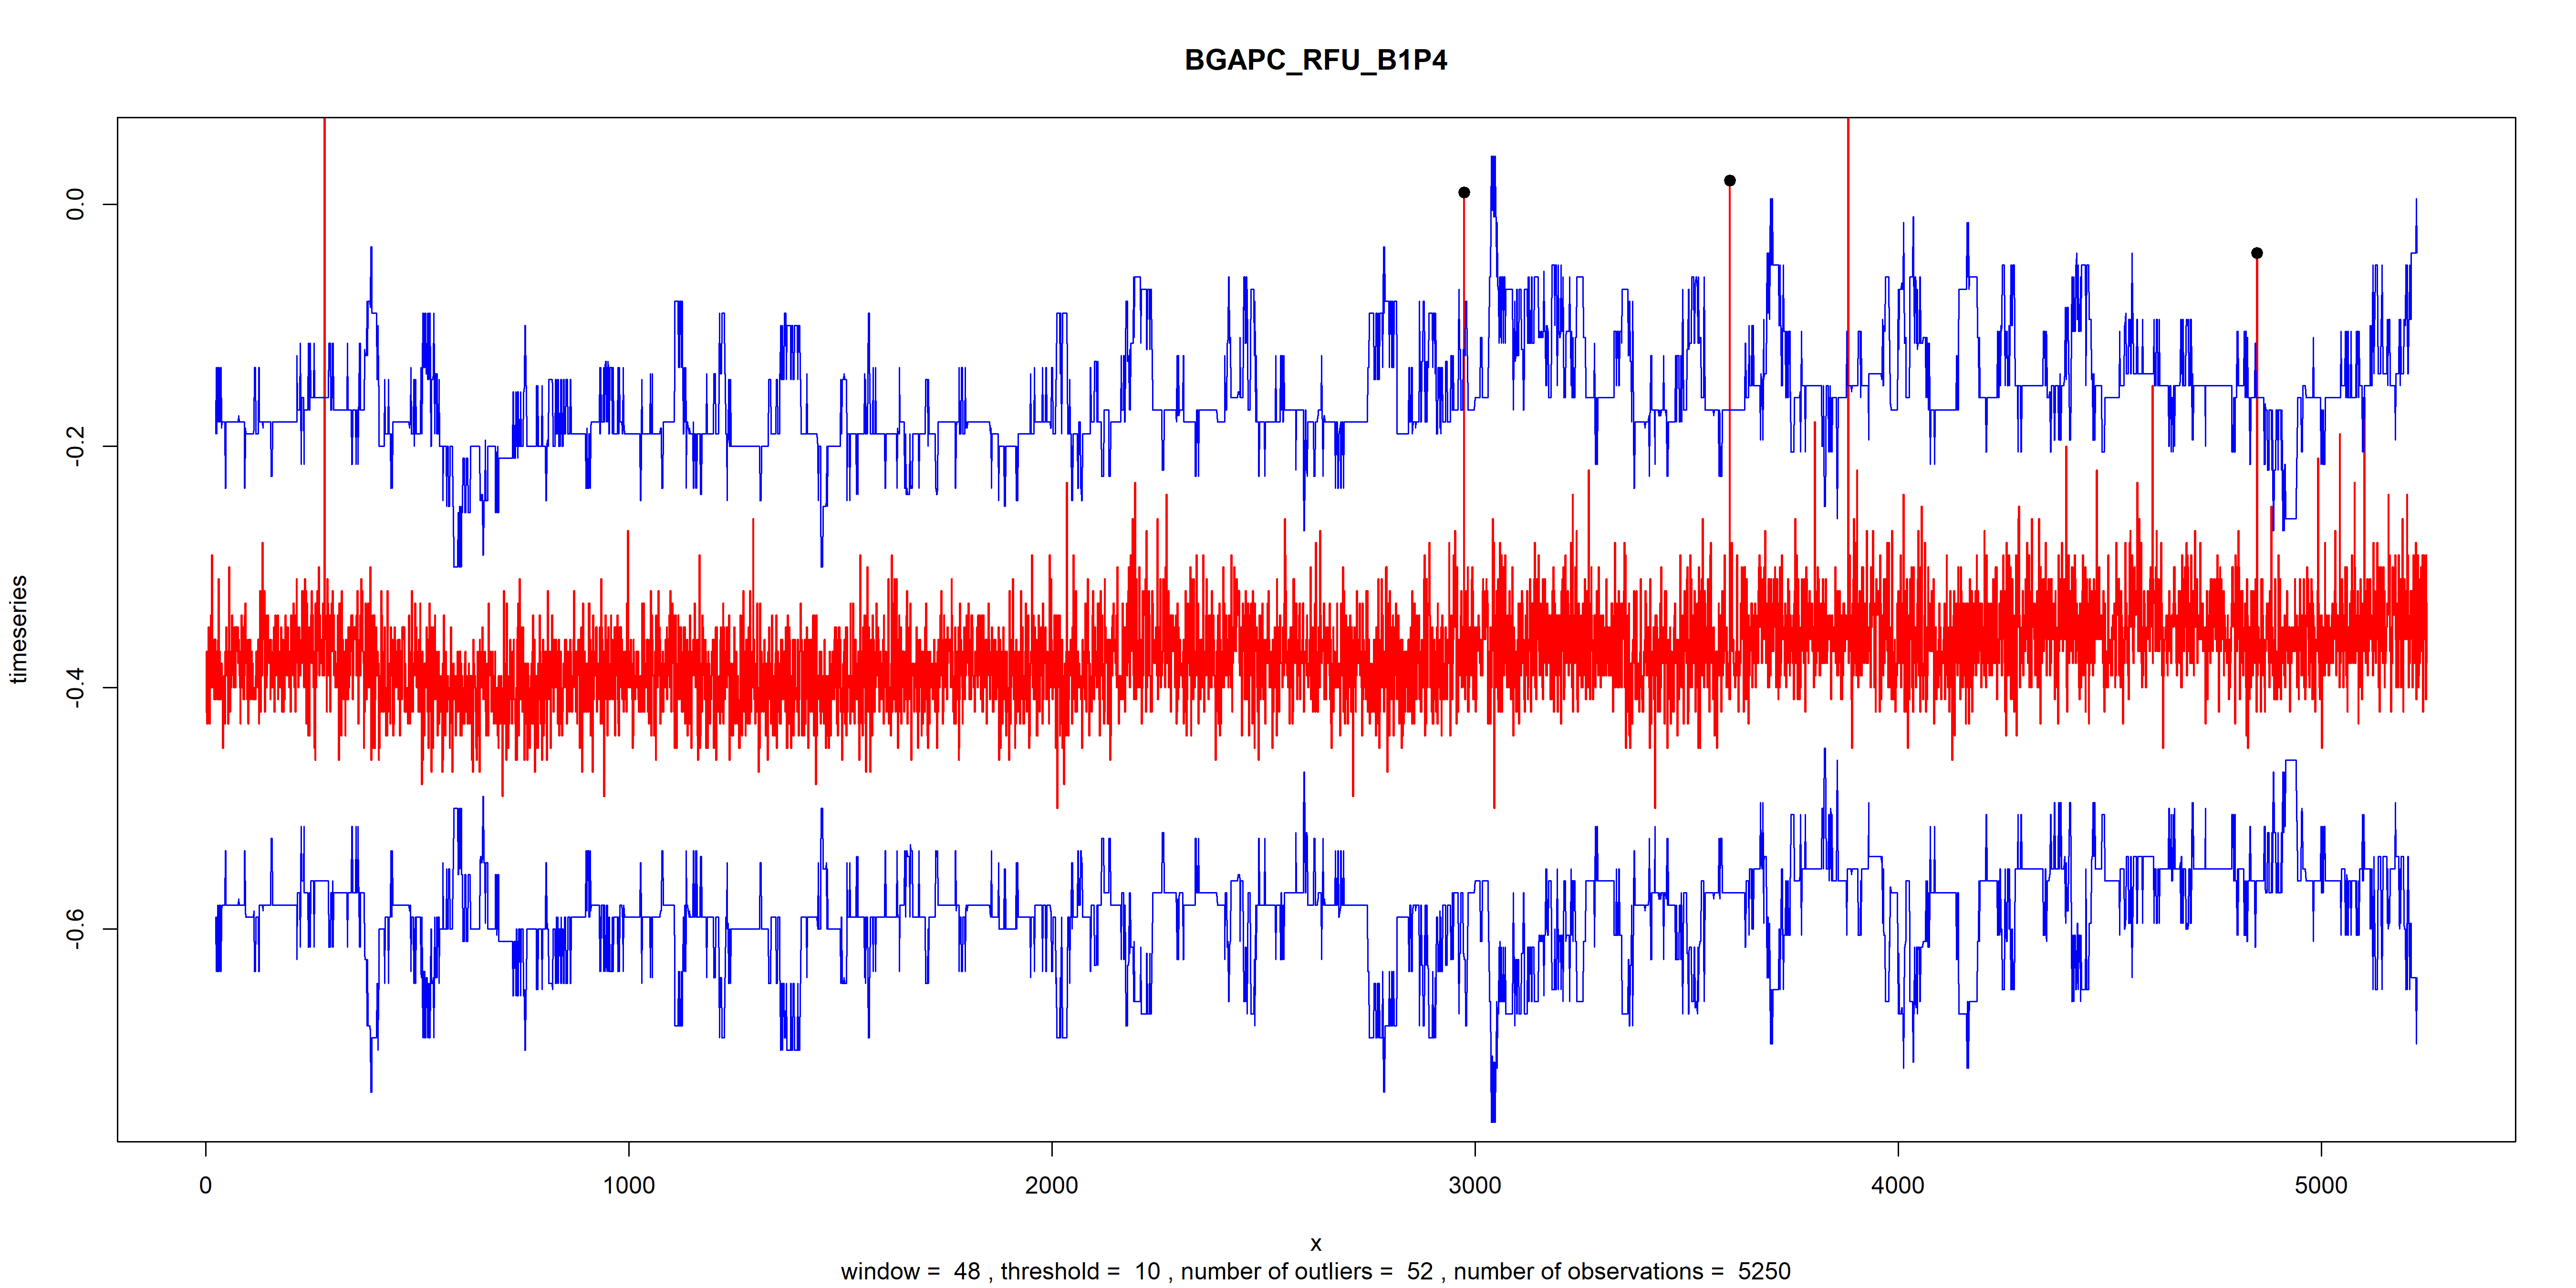 BGAPC_RFU_B1P4
timeseries
0.0
-0.2
-0.4
-0.6
0 1000 2000 3000 4000 5000
x
window = 48 , threshold = 10 , number of outliers = 52 , number of observations = 5250